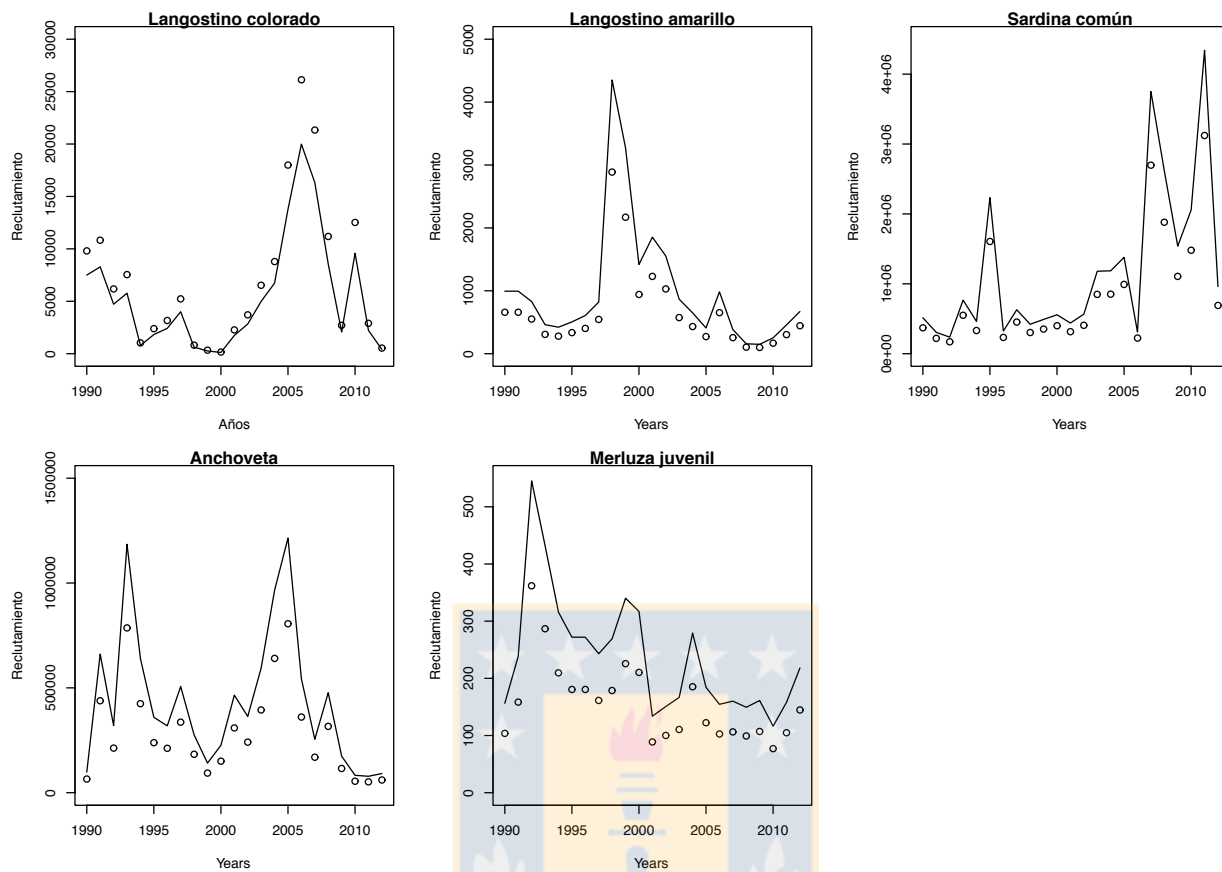 Langostino colorado
Reclutamiento
0
5000
10000
15000
20000
25000
30000
1990
1995
2000
2005
2010
Años
Langostino amarillo
Reclutamiento
0
1000
2000
3000
4000
5000
1990
1995
2000
2005
2010
Years
Sardina común
Reclutamiento
0e+00
1e+06
2e+06
3e+06
4e+06
1990
1995
2000
2005
2010
Years
Anchoveta
Reclutamiento
0
500000
1000000
1500000
1990
1995
2000
2005
2010
Years
Merluza juvenil
Reclutamiento
0
100
200
300
400
500
1990
1995
2000
2005
2010
Years